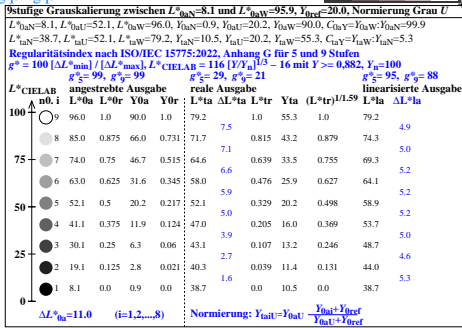 9stufige Grauskalierung zwischen L*0aN=8.1 und L*0aW=95.9, Y0ref=20.0, Normierung Grau U
L*0aN=8.1, L*0aU=52.1, L*0aW=96.0, Y0aN=0.9, Y0aU=20.2, Y0aW=90.0, C0aY=Y0aW:Y0aN=99.9
L*taN=38.7, L*taU=52.1, L*taW=79.2, YtaN=10.5, YtaU=20.2, YtaW=55.3, CtaY=YtaW:YtaN=5.3
Regularitätsindex nach ISO/IEC 15775:2022, Anhang G für 5 und 9 Stufen
g* = 100 [ΔL*min] / [ΔL*max], L*CIELAB = 116 [Y/Yn]1/3 − 16 mit Y >= 0,882, Yn=100
g*5= 99, g*9= 99 g*5= 29, g*9= 21 g*5= 95, g*9= 88
L*CIELAB angestrebte Ausgabe reale Ausgabe linearisierte Ausgabe
n0. i L*0a L*0r Y0a Y0r L*ta ΔL*ta L*tr Yta (L*tr)1/1.59 L*la ΔL*la
100 9 96.0 1.0 90.0 1.0 79.2 1.0 55.3 1.0 79.2
7.5 4.9
8 85.0 0.875 66.0 0.731 71.7 0.815 43.2 0.879 74.3
7.1 5.0
75 7 74.0 0.75 46.7 0.515 64.6 0.639 33.5 0.755 69.3
6.6 5.2
6 63.0 0.625 31.6 0.345 58.0 0.476 25.9 0.627 64.1
5.9 5.2
50 5 52.1 0.5 20.2 0.217 52.1 0.329 20.2 0.498 58.9
5.0 5.2
4 41.1 0.375 11.9 0.124 47.0 0.205 16.0 0.369 53.7
3.9 5.0
25 3 30.1 0.25 6.3 0.06 43.1 0.107 13.2 0.246 48.7
2.7 4.6
2 19.1 0.125 2.8 0.021 40.3 0.039 11.4 0.131 44.0
1.6 5.3
1 8.1 0.0 0.9 0.0 38.7 0.0 10.5 0.0 38.7
0
ΔL*0a=11.0 (i=1,2,...,8) Normierung: YtaiU=Y0aU Y0ai+Y0ref
Y0aU+Y0ref